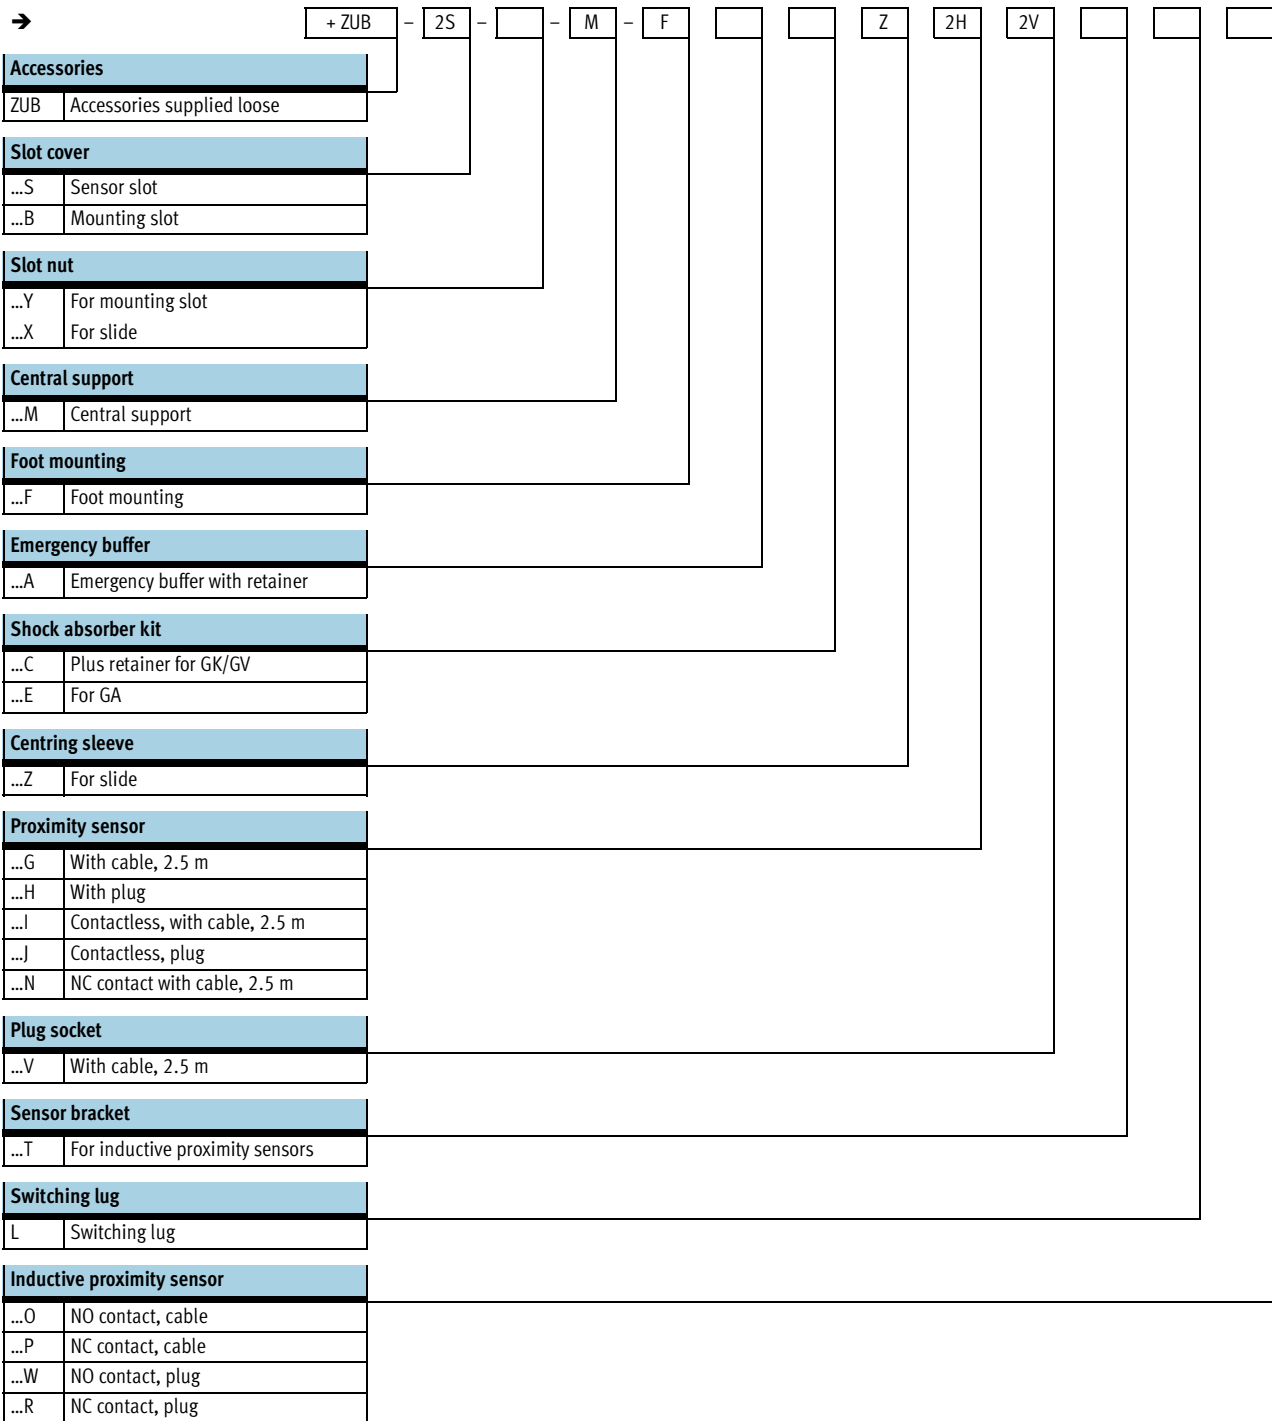 ➔ + ZUB – 2S – – M – F Z 2H 2V
Accessories
ZUB Accessories supplied loose
Slot cover
...S Sensor slot
...B Mounting slot
Slot nut
...Y For mounting slot
...X For slide
Central support
...M Central support
Foot mounting
...F Foot mounting
Emergency buffer
...A Emergency buffer with retainer
Shock absorber kit
...C Plus retainer for GK/GV
...E For GA
Centring sleeve
...Z For slide
Proximity sensor
...G With cable, 2.5 m
...H With plug
...I Contactless, with cable, 2.5 m
...J Contactless, plug
...N NC contact with cable, 2.5 m
Plug socket
...V With cable, 2.5 m
Sensor bracket
...T For inductive proximity sensors
Switching lug
L Switching lug
Inductive proximity sensor
...O NO contact, cable
...P NC contact, cable
...W NO contact, plug
...R NC contact, plug